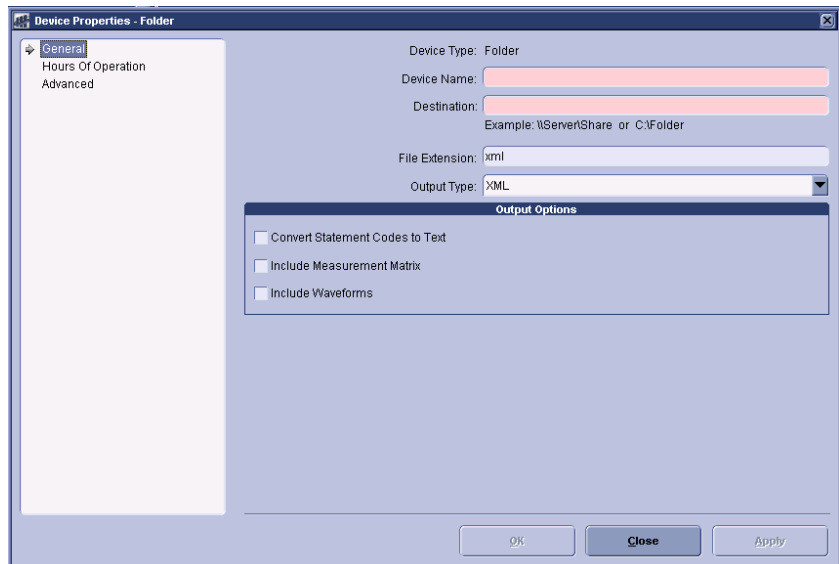 Device Properties - Folder
General
Hours Of Operation
Advanced
Device Type: Folder
Device Name:
Destination:
Example: \\Server\Share or C:\Folder
File Extension: xml
Output Type: XML
Output Options
Convert Statement Codes to Text
Include Measurement Matrix
Include Waveforms
OK Close Apply